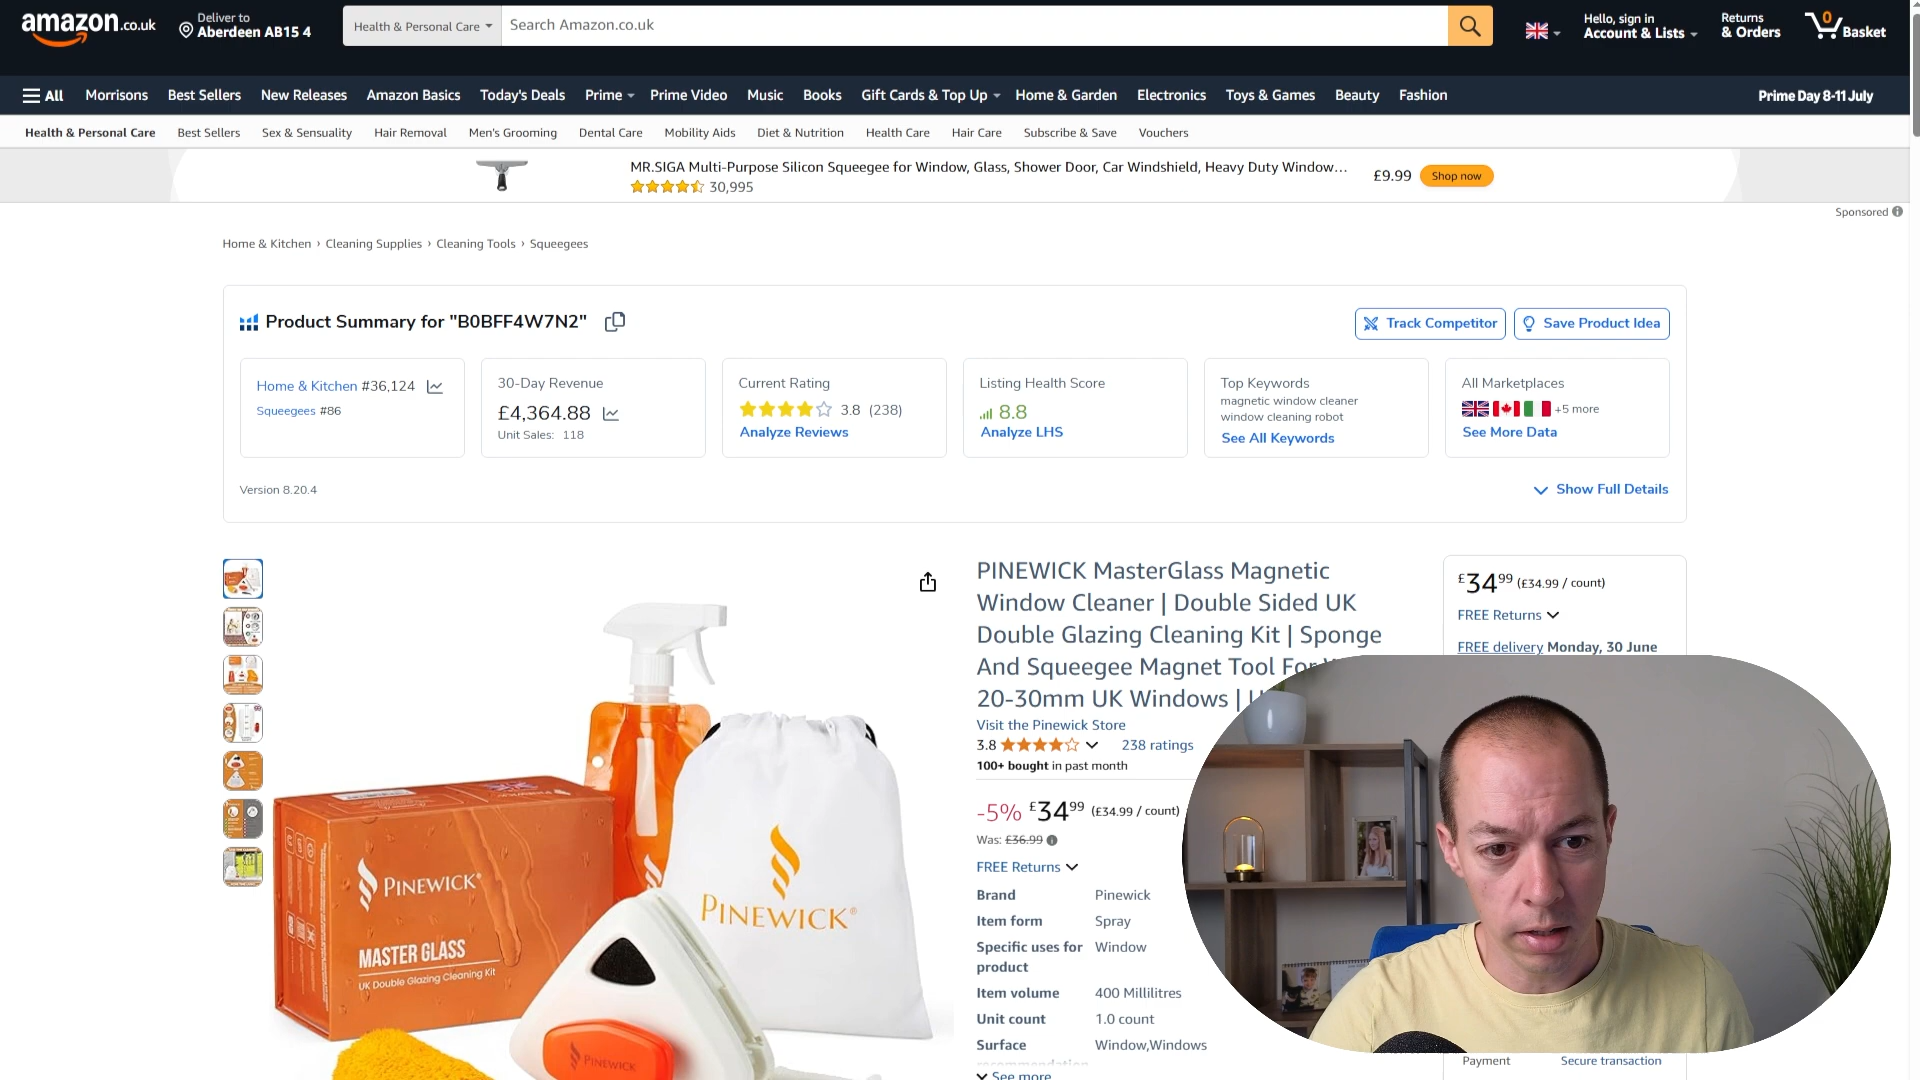 amazon.co.uk
Deliver to
Aberdeen AB15 4
Health & Personal Care
Search Amazon.co.uk
Hello, sign in
Account & Lists
Returns
& Orders
0
Basket
All
Morrisons
Best Sellers
New Releases
Amazon Basics
Today's Deals
Prime
Prime Video
Music
Books
Gift Cards & Top Up
Home & Garden
Electronics
Toys & Games
Beauty
Fashion
Prime Day 8-11 July
Health & Personal Care
Best Sellers
Sex & Sensuality
Hair Removal
Men's Grooming
Dental Care
Mobility Aids
Diet & Nutrition
Health Care
Hair Care
Subscribe & Save
Vouchers
MR.SIGA Multi-Purpose Silicon Squeegee for Window, Glass, Shower Door, Car Windshield, Heavy Duty Window…
30,995
£9.99
Shop now
Sponsored
Home & Kitchen › Cleaning Supplies › Cleaning Tools › Squeegees
Product Summary for "B0BFF4W7N2"
Track Competitor
Save Product Idea
Home & Kitchen #36,124
Squeegees #86
30-Day Revenue
£4,364.88
Unit Sales: 118
Current Rating
3.8 (238)
Analyze Reviews
Listing Health Score
8.8
Analyze LHS
Top Keywords
magnetic window cleaner
window cleaning robot
See All Keywords
All Marketplaces
+5 more
See More Data
Version 8.20.4
Show Full Details
PINEWICK MasterGlass Magnetic
Window Cleaner | Double Sided UK
Double Glazing Cleaning Kit | Sponge
And Squeegee Magnet Tool For
20-30mm UK Windows |
Visit the Pinewick Store
3.8
238 ratings
100+ bought in past month
-5% £34.99 (£34.99 / count)
Was: £36.99
FREE Returns
Brand Pinewick
Item form Spray
Specific uses for product Window
Item volume 400 Millilitres
Unit count 1.0 count
Surface Window,Windows
recommendation
See more
£34.99 (£34.99 / count)
FREE Returns
FREE delivery Monday, 30 June
Payment
Secure transaction
PINEWICK®
MASTER GLASS
UK Double Glazing Cleaning Kit
PINEWICK®
PINEWICK